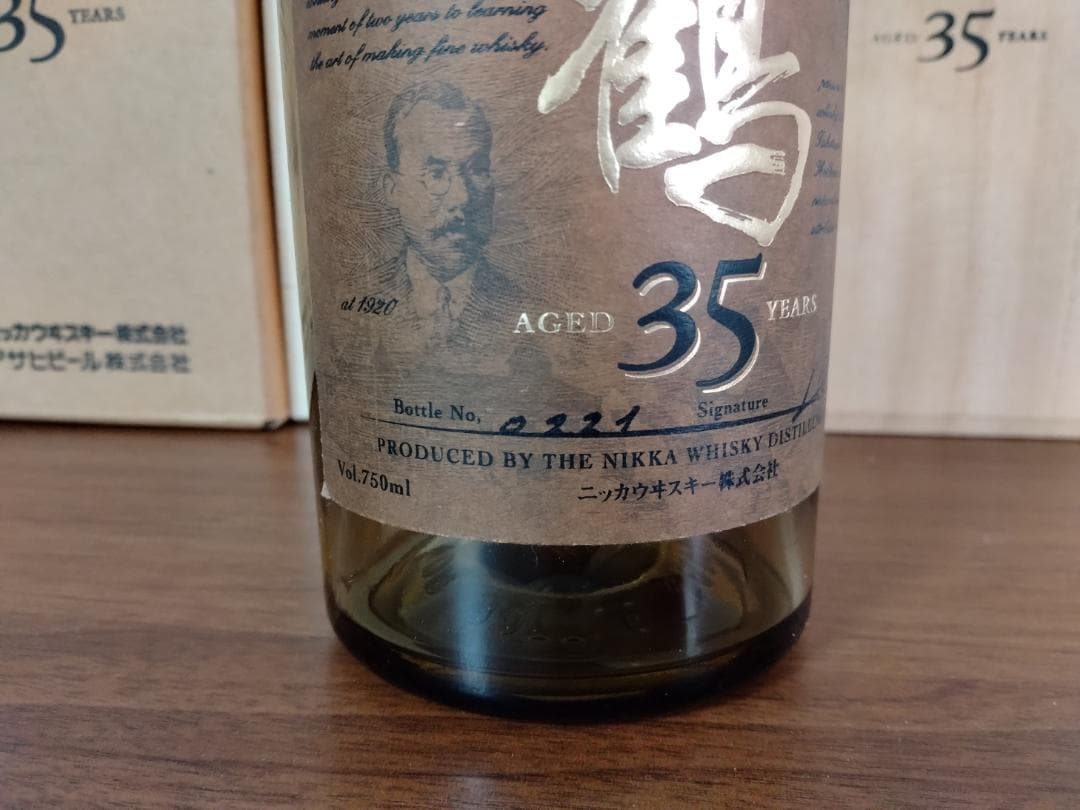 35 YEARS
ッカウヰスキー株式会社
アサヒビール株式会社
moment of two years to learning
the art of making fine whisky.
鶴
at 1920
AGED 35 YEARS
Bottle No, 0221 Signature
PRODUCED BY THE NIKKA WHISKY
Vol.750ml
ニッカウヰスキー株式会社
AGED 35 YEARS